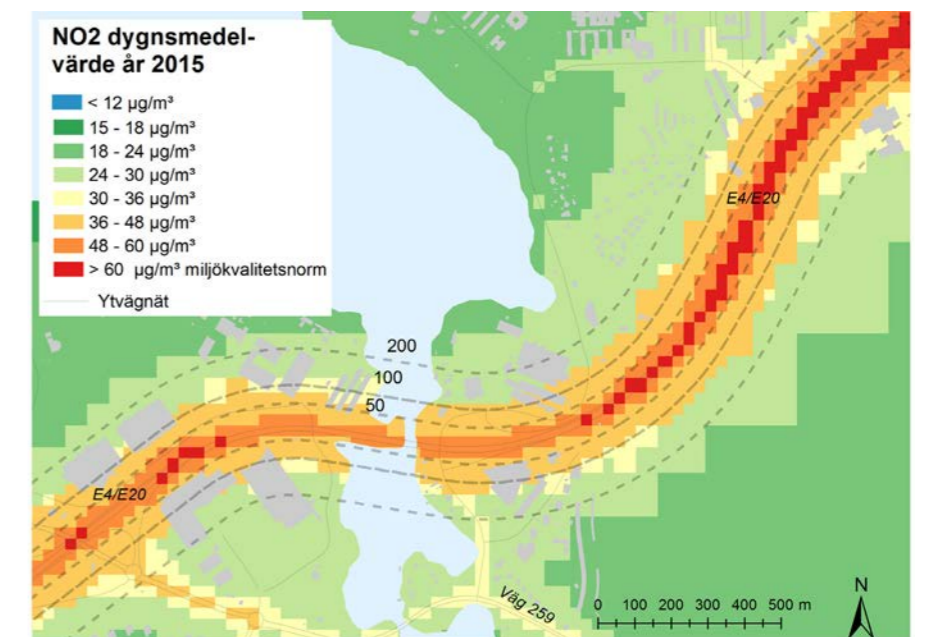 NO2 dygnsmedel-
värde år 2015
< 12 µg/m³
15 - 18 µg/m³
18 - 24 µg/m³
24 - 30 µg/m³
30 - 36 µg/m³
36 - 48 µg/m³
48 - 60 µg/m³
> 60 µg/m³ miljökvalitetsnorm
Ytvägnät
E4/E20
200
100
50
E4/E20
Väg 259
0 100 200 300 400 500 m
N